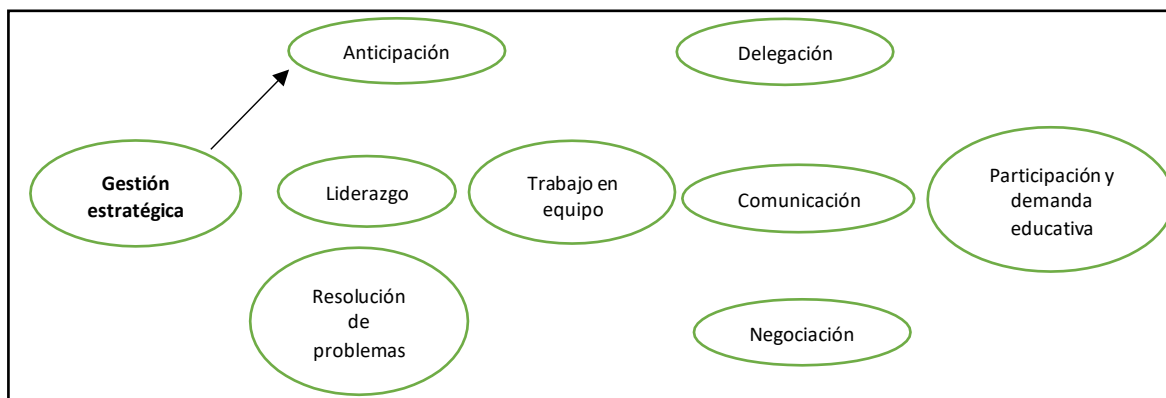 Anticipación
Delegación
Gestión
estratégica
Liderazgo
Trabajo en
equipo
Comunicación
Participación y
demanda
educativa
Resolución
de
problemas
Negociación